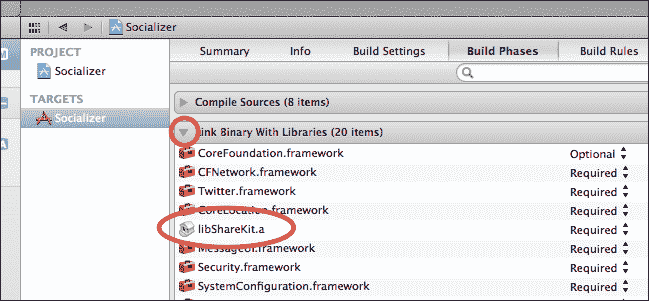 Socializer
PROJECT
Socializer
TARGETS
Socializer
Summary Info Build Settings Build Phases Build Rules
Compile Sources (8 items)
Link Binary With Libraries (20 items)
CoreFoundation.framework Optional
CFNetwork.framework Required
Twitter.framework Required
CoreLocation.framework Required
libShareKit.a Required
MessageUI.framework Required
Security.framework Required
SystemConfiguration.framework Required